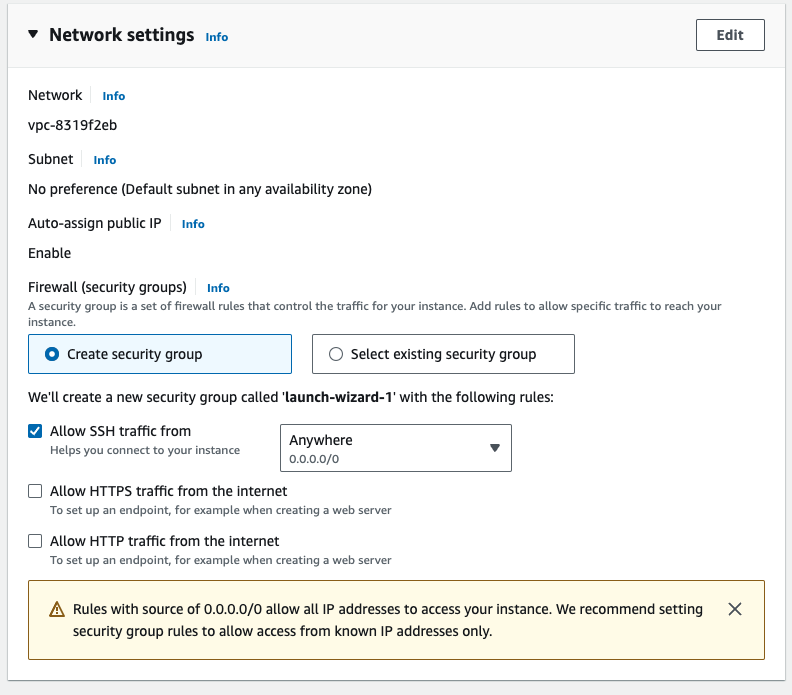 Network settings Info
Edit
Network Info
vpc-8319f2eb
Subnet Info
No preference (Default subnet in any availability zone)
Auto-assign public IP Info
Enable
Firewall (security groups) Info
A security group is a set of firewall rules that control the traffic for your instance. Add rules to allow specific traffic to reach your
instance.
Create security group
Select existing security group
We'll create a new security group called 'launch-wizard-1' with the following rules:
Allow SSH traffic from
Helps you connect to your instance
Anywhere
0.0.0.0/0
Allow HTTPS traffic from the internet
To set up an endpoint, for example when creating a web server
Allow HTTP traffic from the internet
To set up an endpoint, for example when creating a web server
Rules with source of 0.0.0.0/0 allow all IP addresses to access your instance. We recommend setting
security group rules to allow access from known IP addresses only.